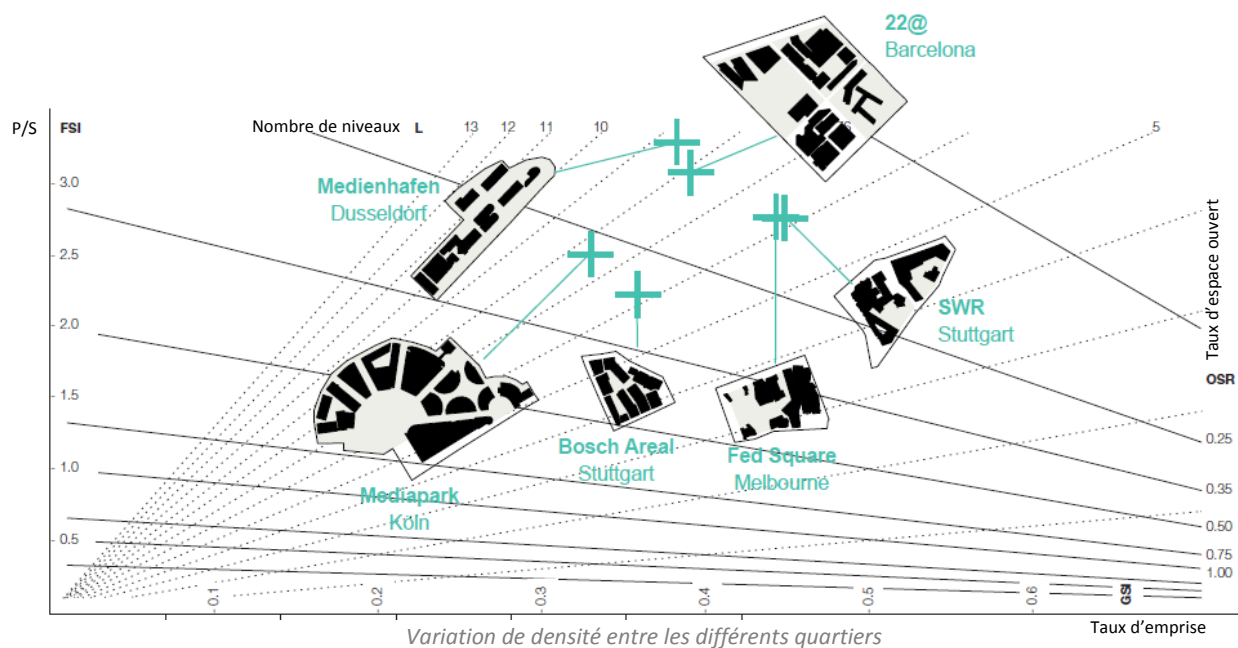 22@
Barcelona
P/S FSI Nombre de niveaux L 13 12 11 10 5
3.0
Medienhafeh
Dusseldorf
2.5
Taux d'espace ouvert
2.0
SWR
Stuttgart
1.5
OSR
Bosch Areal
Stuttgart
Fed Square
Melbourne
0.25
1.0
Mediapark
Köln
0.35
0.50
0.5
0.75
1.00
0.1 0.2 0.3 0.4 0.5 0.6 GSI
Variation de densité entre les différents quartiers
Taux d'emprise